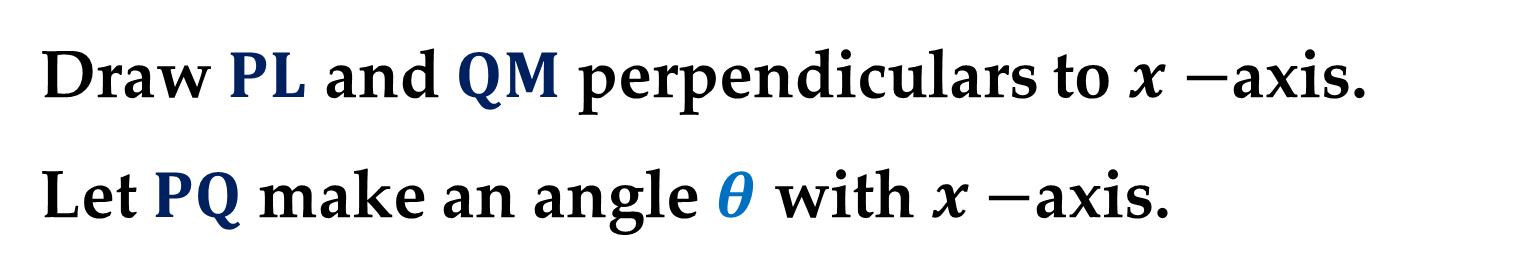 Draw PL and QM perpendiculars to x −axis.
Let PQ make an angle θ with x −axis.